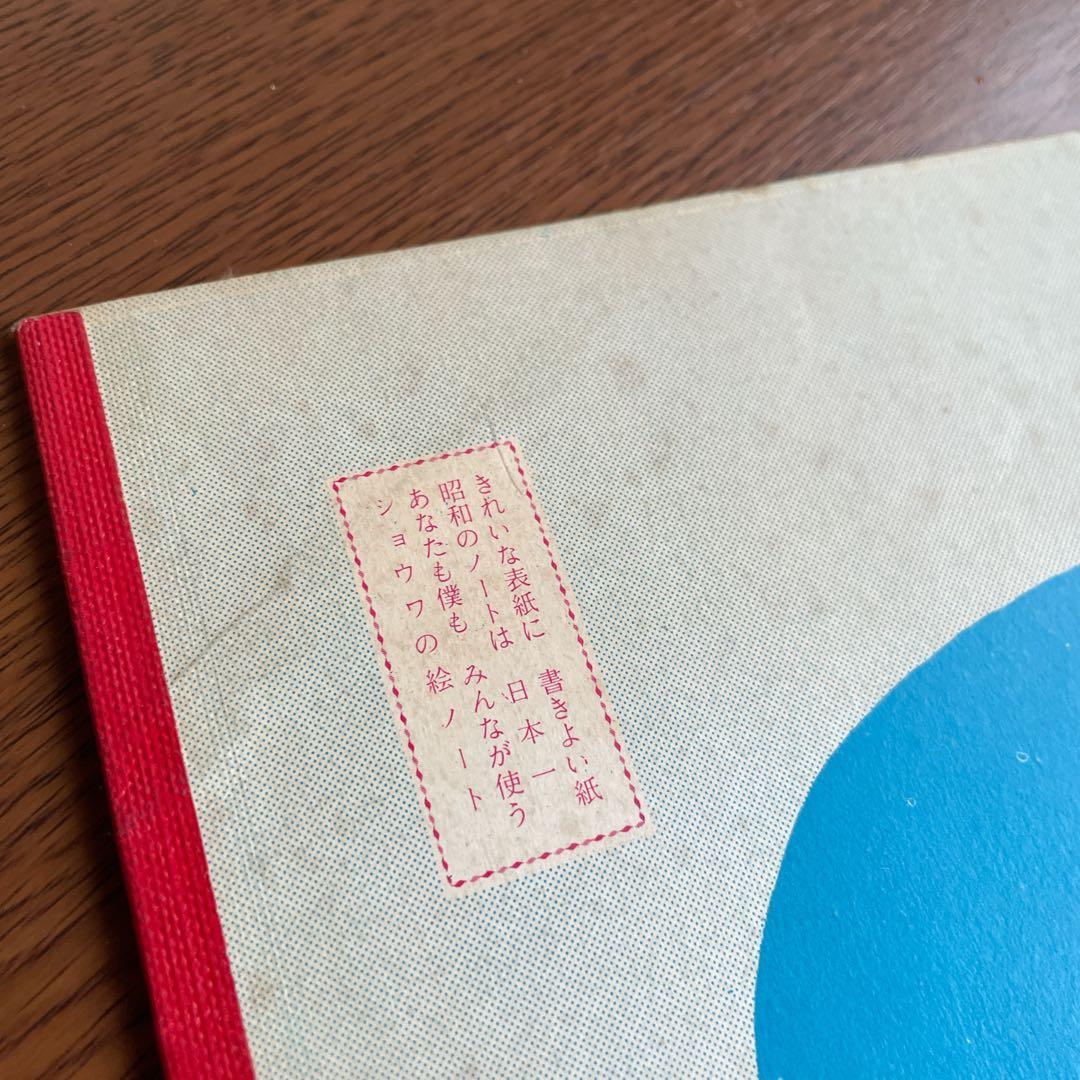 きれいな表紙に　書きよい紙
昭和のノートは　日本一
あなたも僕も　みんなが使う
ショウワの絵ノート